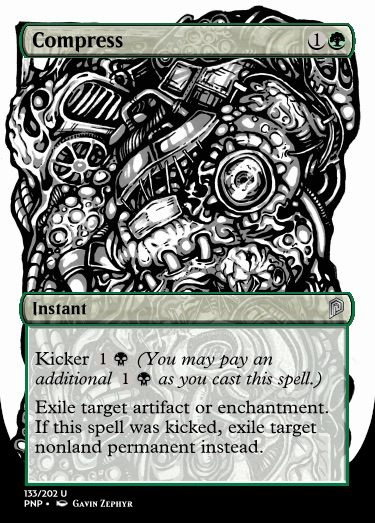 Compress 1
Instant
Kicker 1 (You may pay an
additional 1 as you cast this spell.)
Exile target artifact or enchantment.
If this spell was kicked, exile target
nonland permanent instead.
133/202 U
PNP • Gavin Zephyr